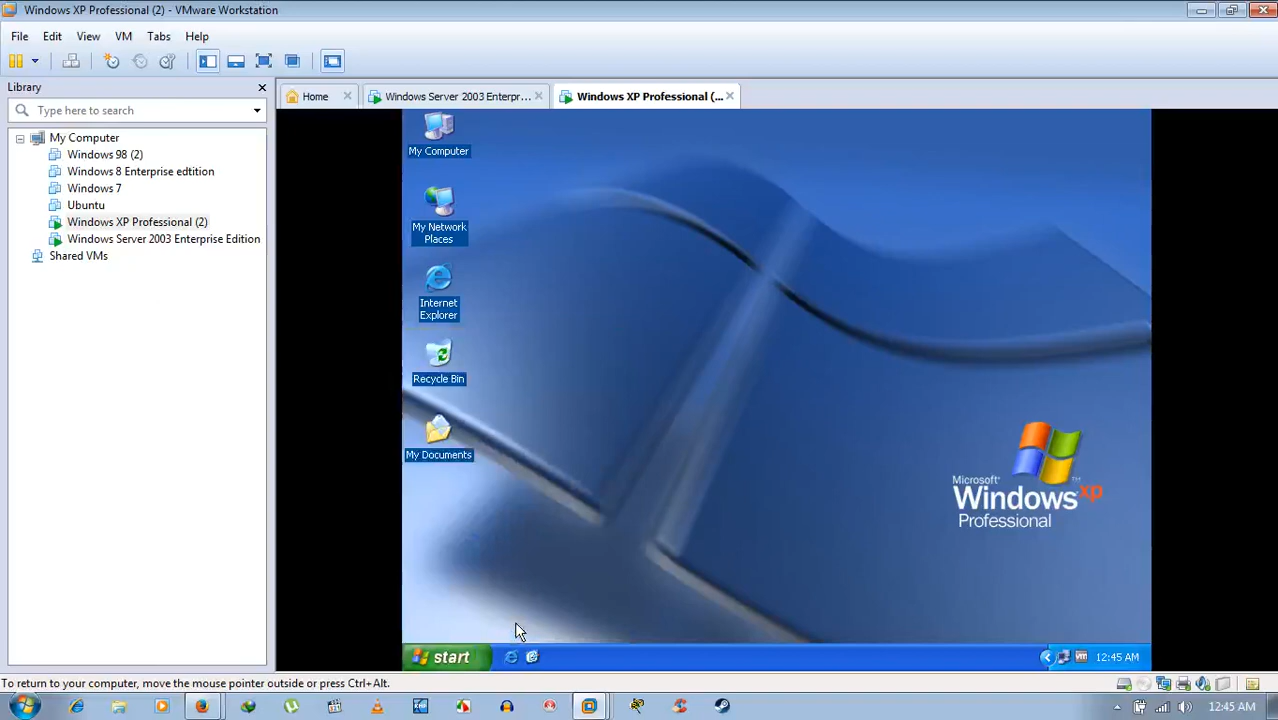 Windows XP Professional (2) - VMware Workstation
File Edit View VM Tabs Help
Library
Type here to search
My Computer
Windows 98 (2)
Windows 8 Enterprise edtition
Windows 7
Ubuntu
Windows XP Professional (2)
Windows Server 2003 Enterprise Edition
Shared VMs
Home
Windows Server 2003 Enterpr...
Windows XP Professional (...
My Computer
My Network
Places
Internet
Explorer
Recycle Bin
My Documents
Microsoft
Windows xp
Professional
start
12:45 AM
To return to your computer, move the mouse pointer outside or press Ctrl+Alt.
12:45 AM